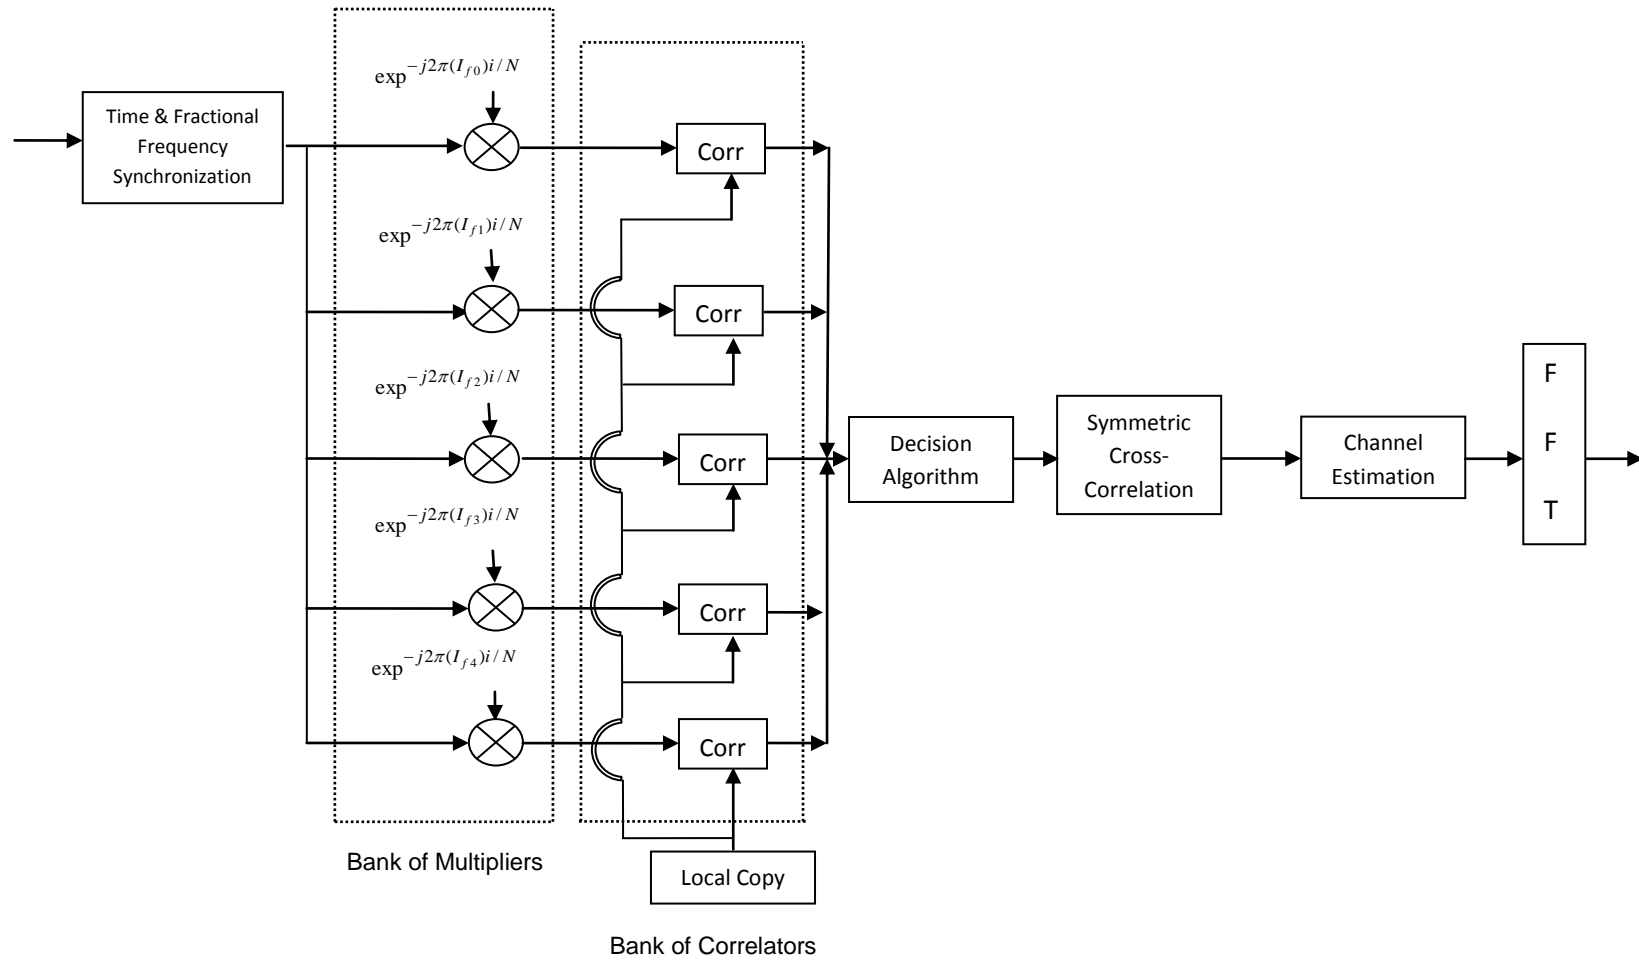 exp^{-j2π(I_{f0})i/N}
Time & Fractional
Frequency
Synchronization
Corr
exp^{-j2π(I_{f1})i/N}
Corr
exp^{-j2π(I_{f2})i/N}
Corr
exp^{-j2π(I_{f3})i/N}
Corr
exp^{-j2π(I_{f4})i/N}
Corr
Decision
Algorithm
Symmetric
Cross-
Correlation
Channel
Estimation
F
F
T
Bank of Multipliers
Local Copy
Bank of Correlators